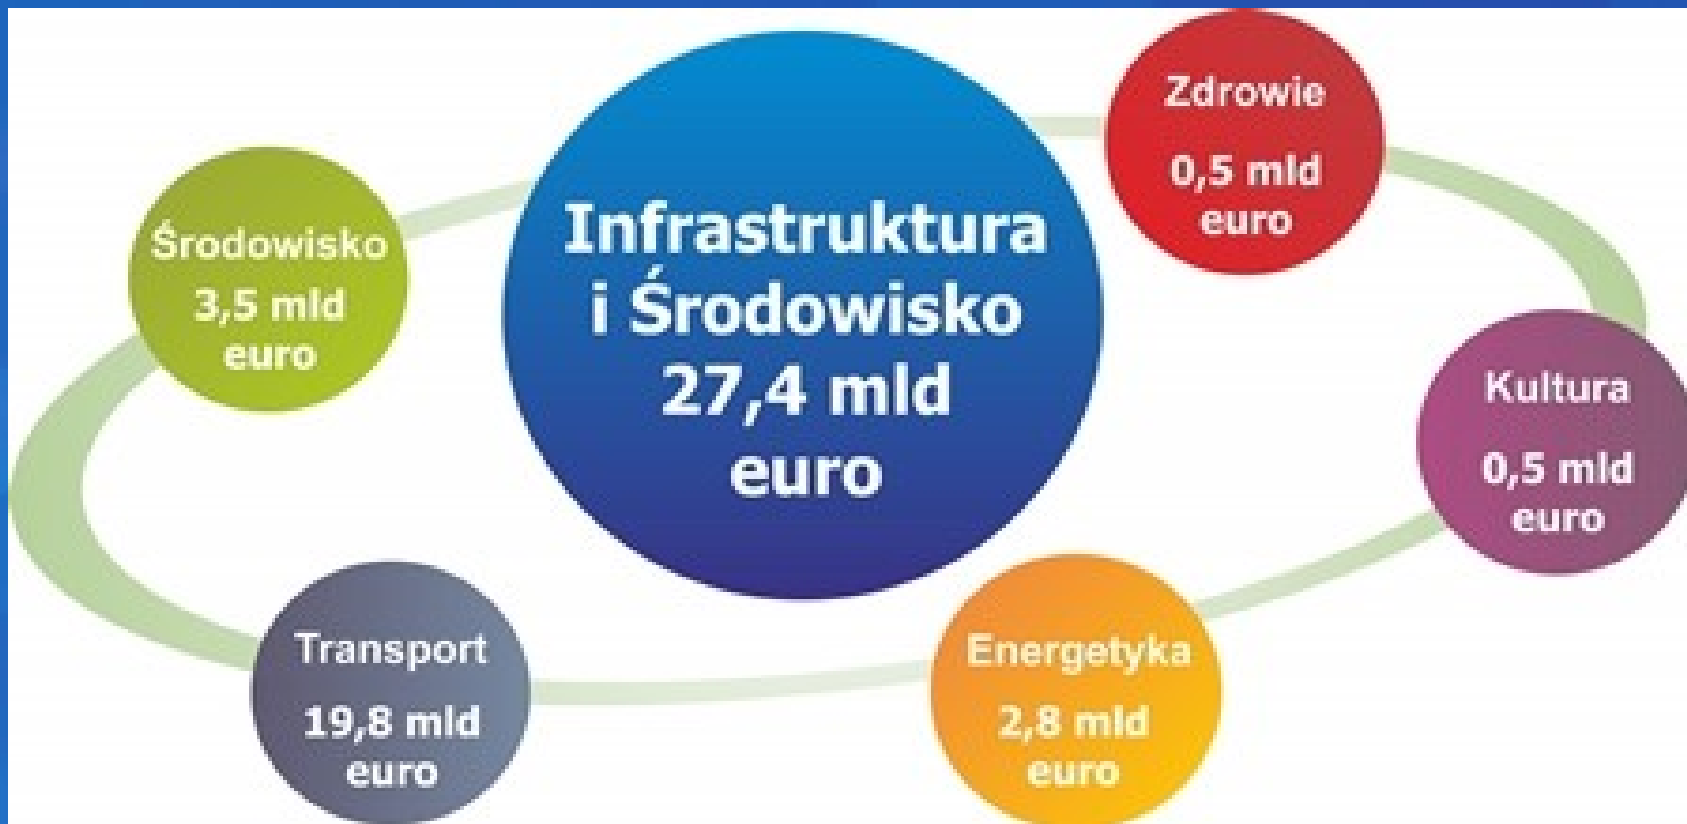 Infrastruktura
i Środowisko
27,4 mld
euro
Zdrowie
0,5 mld
euro
Kultura
0,5 mld
euro
Energetyka
2,8 mld
euro
Transport
19,8 mld
euro
Środowisko
3,5 mld
euro